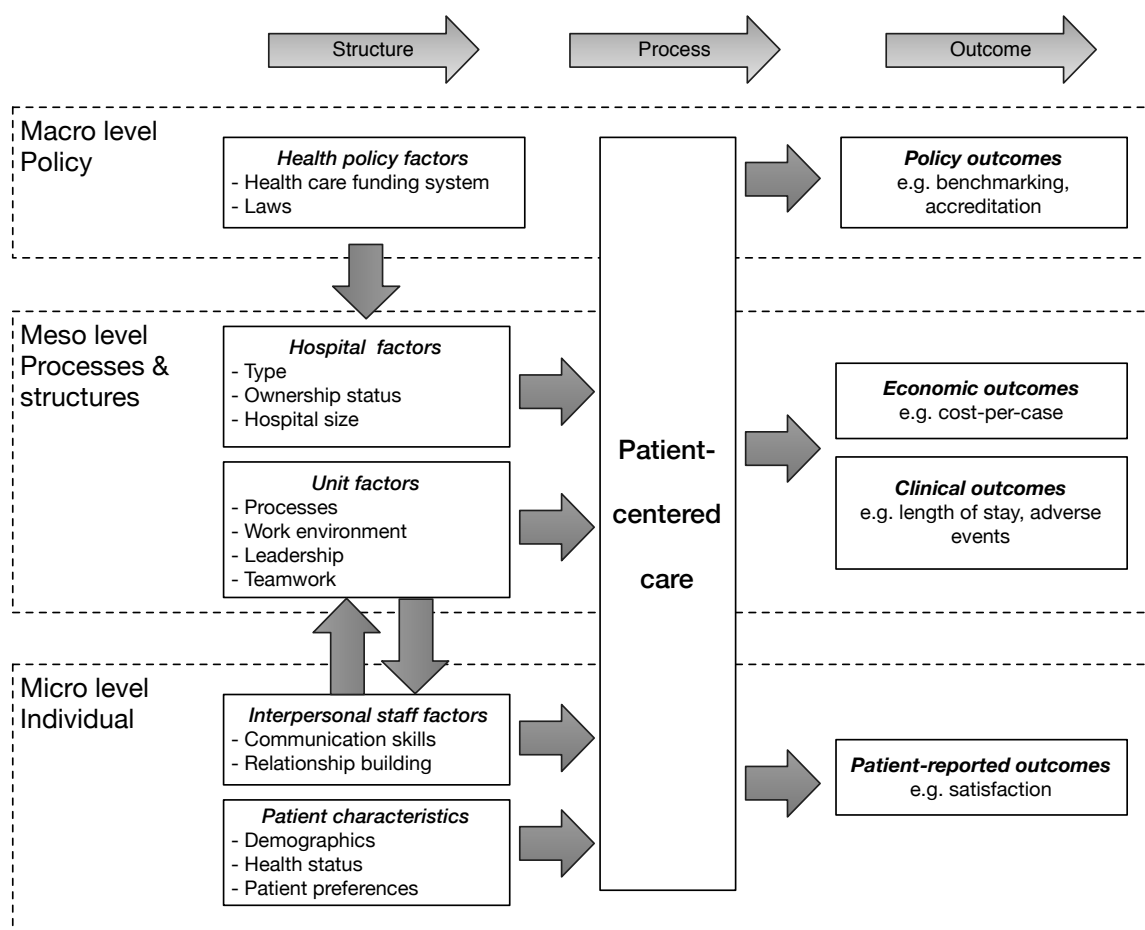 Structure
Process
Outcome
Macro level
Policy
Health policy factors
- Health care funding system
- Laws
Policy outcomes
e.g. benchmarking,
accreditation
Meso level
Processes &
structures
Hospital  factors
- Type
- Ownership status
- Hospital size
Unit factors
- Processes
- Work environment
- Leadership
- Teamwork
Patient-
centered
care
Economic outcomes
e.g. cost-per-case
Clinical outcomes
e.g. length of stay, adverse
events
Micro level
Individual
Interpersonal staff factors
- Communication skills
- Relationship building
Patient characteristics
- Demographics
- Health status
- Patient preferences
Patient-reported outcomes
e.g. satisfaction